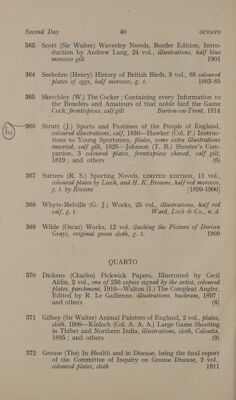 Second Day 40 OCTAVO
363 Scott (Sir Walter) Waverley Novels, Border Edition, Intro-
duction by Andrew Lang, 24 vol., illustrations, half blue
morocco gilt 1901
364 Seebohm (Henry) History of British Birds, 3 vol., 68 coloured
plates of eggs, half morocco, g. t. 1883-85
365 Sketchley (W.) The Cocker; Containing every Information to
the Breeders and Amateurs of that noble bird the Game
Cock, frontispiece, calf gilt Burton-on-Trent, 1814
366 Strutt (J.) Sports and Pastimes of the People of England,
coloured illustrations, calf, 1830—Hawker (Col. P.) Instruc-
tions to Young Sportsmen, plates, some extra illustrations
inserted, calf gilt, 1826—Johnson (T. B.) Shooter's Com-
panion, 3 coloured plates, frontispiece shaved, calf gilt,
1819; and others (6)
367 Surtees (R. S.) Sporting Novels, LIMITED EDITION, 11 vol.,
coloured plates by Leech, and H. K. Browne, half red morocco,
g. t. by Riviere [1899-1900]
368 Whyte-Melville (G. J.) Works, 25 vol., illustrations, half red
calf, g. t. Ward, Lock & Co., n. d.
369 Wilde (Oscar) Works, 12 vol. (lacking the Picture of Dorian
Gray), original green cloth, g. t. 1909
QUARTO
370 Dickens (Charles) Pickwick Papers, Illustrated by Cecil
Aldin, 2 vol., one of 250 copies signed by the artist, coloured
plates, parchment, 1910—Walton (I.) The Compleat Angler,
Edited by R. Le Gallienne, illustrations, buckram, 1897;
and others (6)
371 Gilbey (Sir Walter) Animal Painters of England, 2 vol., plates,
cloth, 1900—Kinloch (Col. A. A. A.) Large Game Shooting
in Thibet and Northern India, illustrations, cloth, Calcutta,
1885; and others (9)
372 Grouse (The) In Health and in Disease, being the final report
of the Committee of Inquiry on Grouse Disease, 2 vol.,
coloured plates, cloth 1911